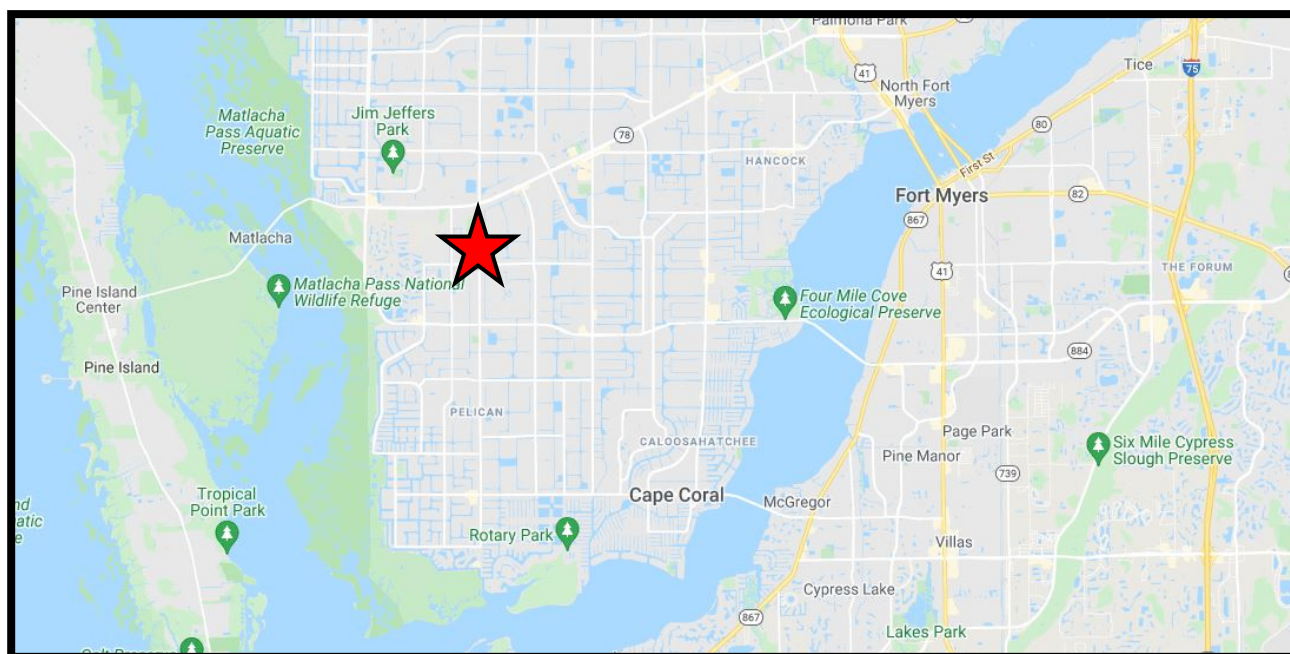 Palmona Park
41
Tice
75
North Fort
Myers
Matlacha
Pass Aquatic
Preserve
Jim Jeffers
Park
78
80
HANCOCK
First St
Fort Myers
82
867
Matlacha
41
THE FORUM
Pine Island
Center
Matlacha Pass National
Wildlife Refuge
Four Mile Cove
Ecological Preserve
884
Pine Island
PELICAN
CALOOSAHATCHEE
Page Park
Pine Manor
Six Mile Cypress
Slough Preserve
739
Tropical
Point Park
Cape Coral
McGregor
Rotary Park
Villas
Cypress Lake
867
Lakes Park